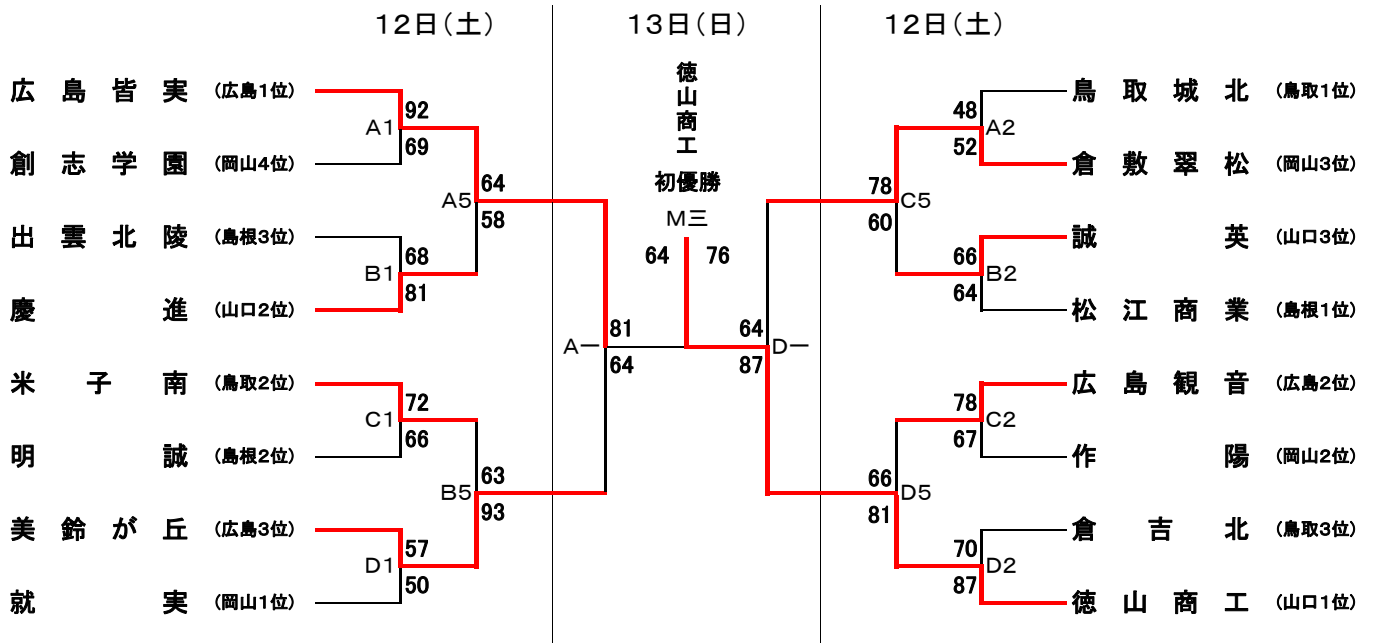 12日(土)
13日(日)
12日(土)
広島皆実 (広島1位)
創志学園 (岡山4位)
出雲北陵 (島根3位)
慶進 (山口2位)
米子南 (鳥取2位)
明誠 (島根2位)
美鈴が丘 (広島3位)
就実 (岡山1位)
A1
92
69
B1
68
81
C1
72
66
D1
57
50
A5
64
58
B5
63
93
A一
81
64
徳山商工
初優勝
M三
64 76
D一
64
87
C5
78
60
D5
66
81
A2
48
52
B2
66
64
C2
78
67
D2
70
87
鳥取城北 (鳥取1位)
倉敷翠松 (岡山3位)
誠英 (山口3位)
松江商業 (島根1位)
広島観音 (広島2位)
作陽 (岡山2位)
倉吉北 (鳥取3位)
徳山商工 (山口1位)